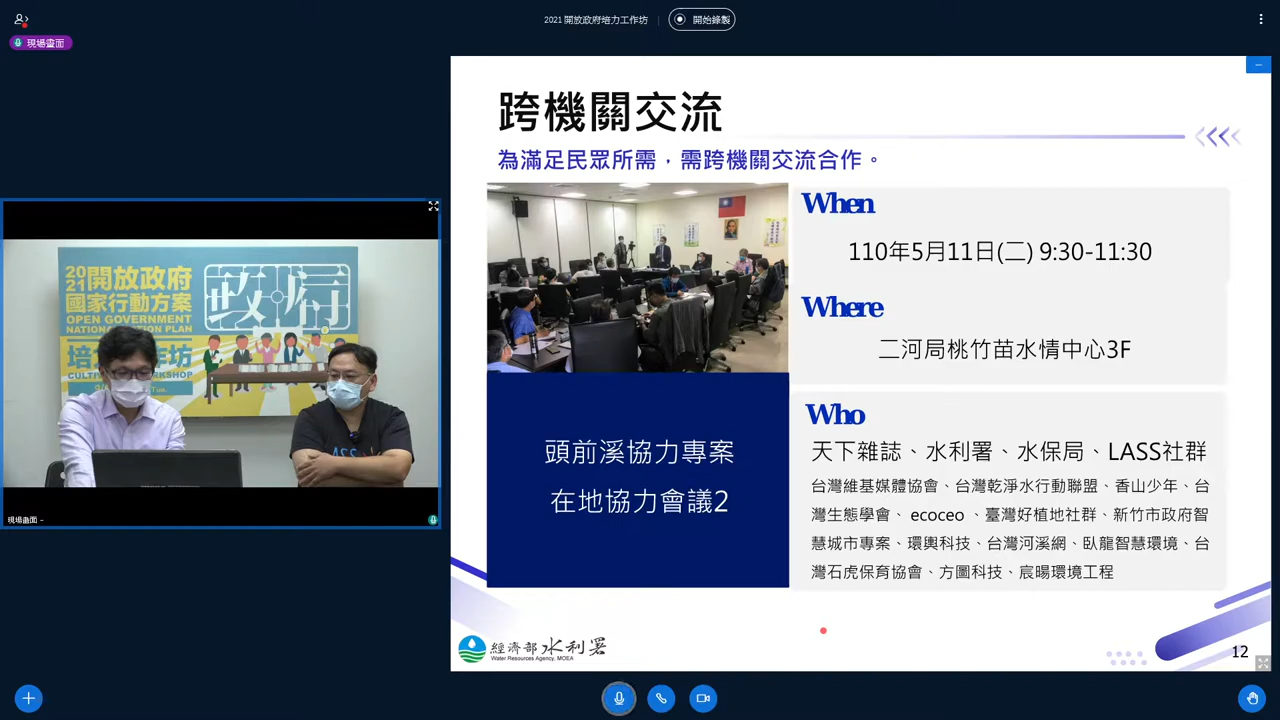 2021 開放政府培力工作坊
開始錄製
現場畫面
跨機關交流
為滿足民眾所需，需跨機關交流合作。
When
110年5月11日(二) 9:30-11:30
Where
二河局桃竹苗水情中心3F
Who
天下雜誌、水利署、水保局、LASS社群
台灣維基媒體協會、台灣乾淨水行動聯盟、香山少年、台
灣生態學會、 ecoceo 、臺灣好植地社群、新竹市政府智
慧城市專案、環輿科技、台灣河溪網、臥龍智慧環境、台
灣石虎保育協會、方圖科技、宸暘環境工程
頭前溪協力專案
在地協力會議2
經濟部水利署
Water Resources Agency, MOEA
12
2021 開放政府
國家行動方案
OPEN GOVERNMENT
政府
現場畫面 –